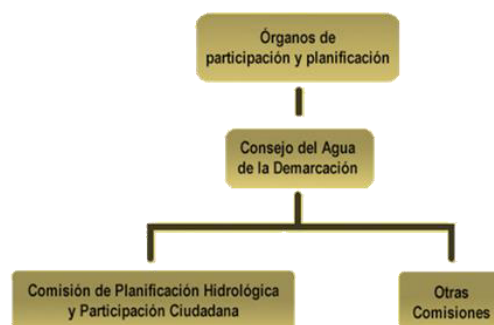 Órganos de
participación y planificación
Consejo del Agua
de la Demarcación
Comisión de Planificación Hidrológica
y Participación Ciudadana
Otras
Comisiones